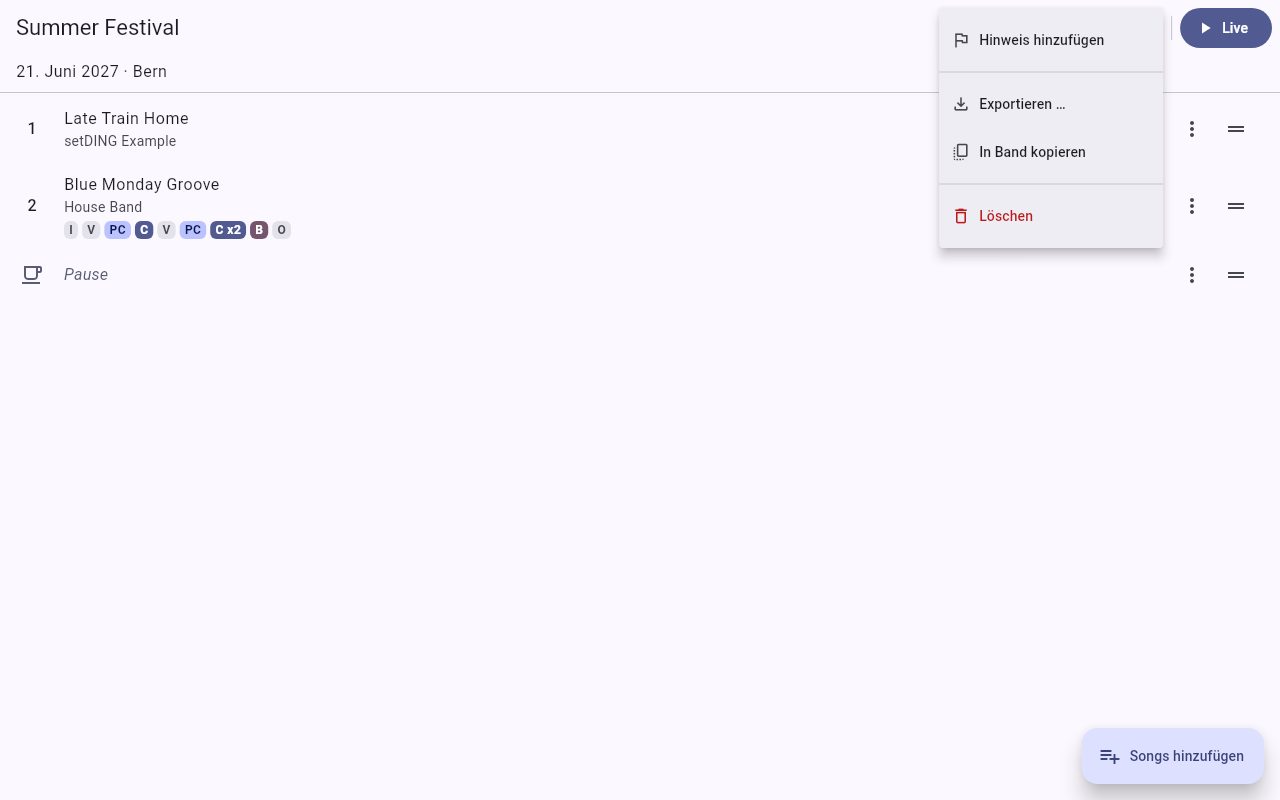 Summer Festival
Live
21. Juni 2027 · Bern
Hinweis hinzufügen
Exportieren ...
In Band kopieren
Löschen
1
Late Train Home
setDING Example
2
Blue Monday Groove
House Band
I V PC C V PC C x2 B O
Pause
Songs hinzufügen